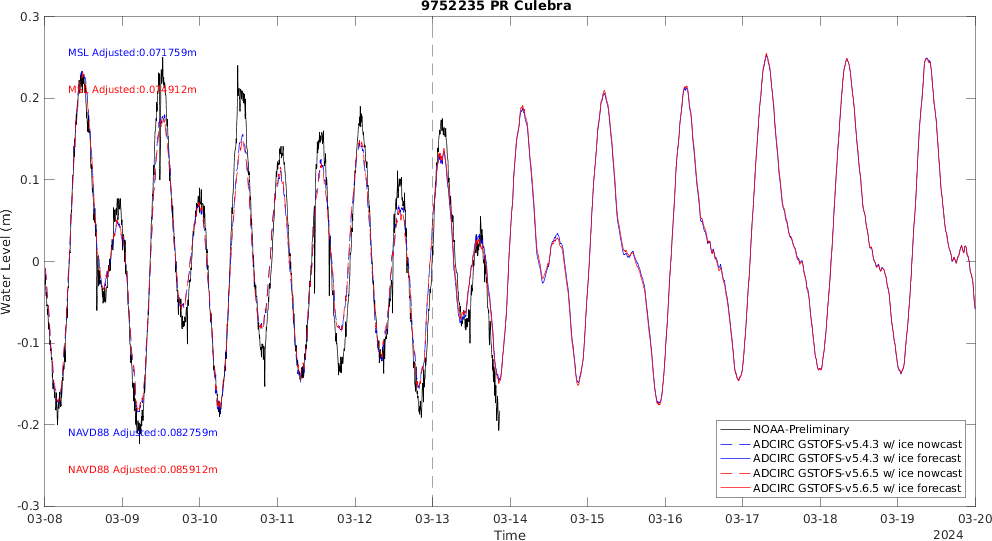 9752235 PR Culebra
0.3
0.2
0.1
0
-0.1
-0.2
-0.3
Water Level (m)
MSL Adjusted:0.071759m
MSL Adjusted:0.074912m
NAVD88 Adjusted:0.082759m
NAVD88 Adjusted:0.085912m
NOAA-Preliminary
ADCIRC GSTOFS-v5.4.3 w/ ice nowcast
ADCIRC GSTOFS-v5.4.3 w/ ice forecast
ADCIRC GSTOFS-v5.6.5 w/ ice nowcast
ADCIRC GSTOFS-v5.6.5 w/ ice forecast
03-08 03-09 03-10 03-11 03-12 03-13 03-14 03-15 03-16 03-17 03-18 03-19 03-20
Time
2024